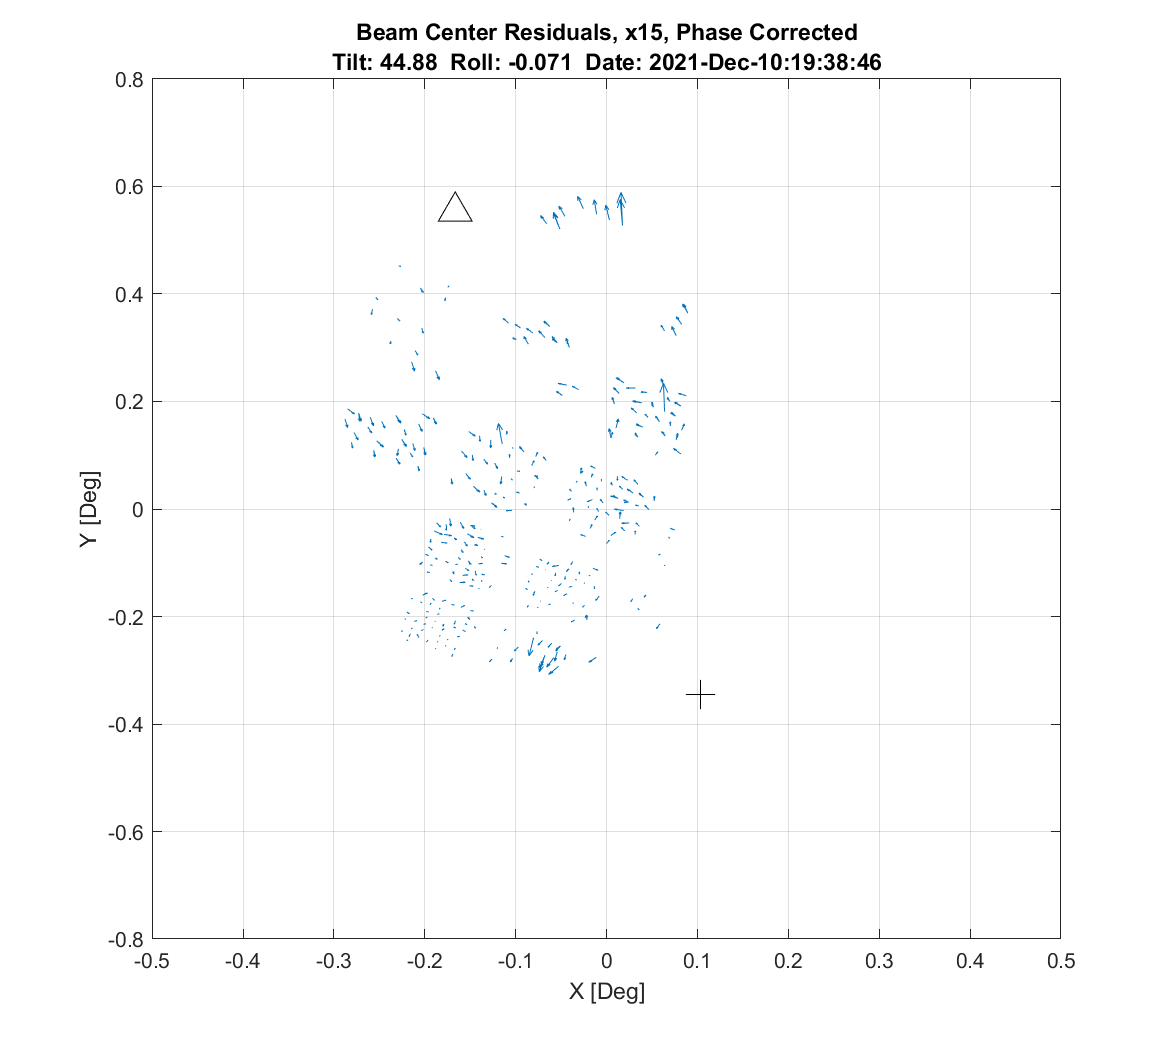 Beam Center Residuals, x15, Phase Corrected
Tilt: 44.88 Roll: -0.071 Date: 2021-Dec-10:19:38:46
0.8
0.6
0.4
0.2
0
-0.2
-0.4
-0.6
-0.8
Y [Deg]
-0.5 -0.4 -0.3 -0.2 -0.1 0 0.1 0.2 0.3 0.4 0.5
X [Deg]